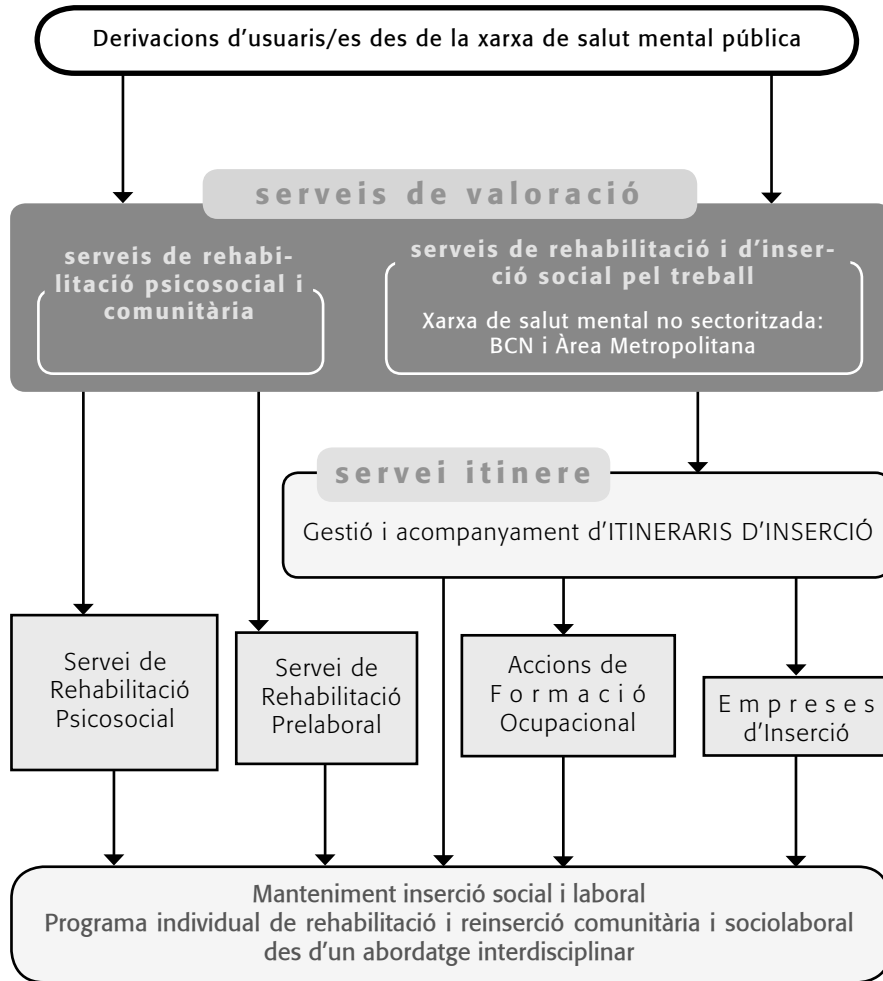 Derivacions d'usuaris/es des de la xarxa de salut mental pública
serveis de valoració
serveis de rehabi-
litació psicosocial i
comunitària
serveis de rehabilitació i d'inser-
ció social pel treball
Xarxa de salut mental no sectoritzada:
BCN i Àrea Metropolitana
servei itinere
Gestió i acompanyament d'ITINERARIS D'INSERCIÓ
Servei de
Rehabilitació
Psicosocial
Servei de
Rehabilitació
Prelaboral
Accions de
Formació
Ocupacional
Empreses
d'Inserció
Manteniment inserció social i laboral
Programa individual de rehabilitació i reinserció comunitària i sociolaboral
des d'un abordatge interdisciplinar